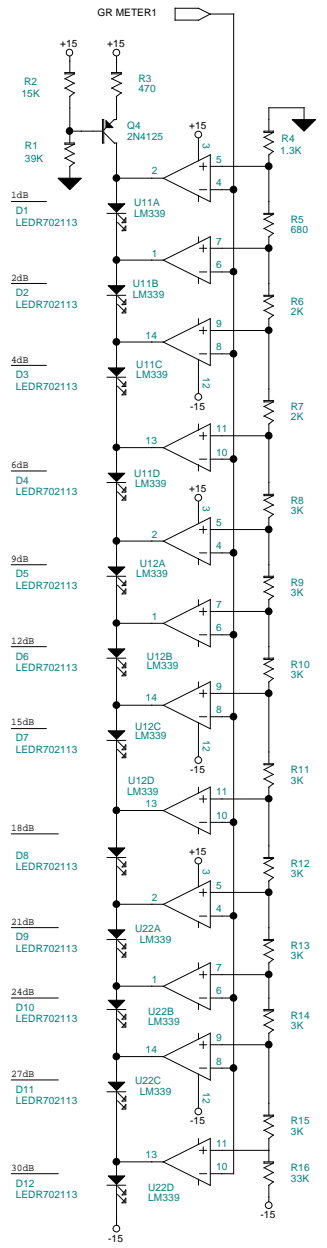 GR METER1
+15
+15
R2
15K
R3
470
Q4
2N4125
R1
39K
+15
3
2
5
4
R4
1.3K
1dB
D1
LEDR702113
U11A
LM339
1
7
6
R5
680
2dB
D2
LEDR702113
U11B
LM339
14
9
8
12
-15
R6
2K
4dB
D3
LEDR702113
U11C
LM339
13
11
10
R7
2K
6dB
D4
LEDR702113
U11D
LM339
+15
3
2
5
4
R8
3K
9dB
D5
LEDR702113
U12A
LM339
1
7
6
R9
3K
12dB
D6
LEDR702113
U12B
LM339
14
9
8
12
-15
R10
3K
15dB
D7
LEDR702113
U12C
LM339
U12D
LM339
13
11
10
R11
3K
18dB
D8
LEDR702113
+15
3
2
5
4
R12
3K
21dB
D9
LEDR702113
U22A
LM339
1
7
6
R13
3K
24dB
D10
LEDR702113
U22B
LM339
14
9
8
12
-15
R14
3K
27dB
D11
LEDR702113
U22C
LM339
13
11
10
R15
3K
30dB
D12
LEDR702113
U22D
LM339
R16
33K
-15
-15